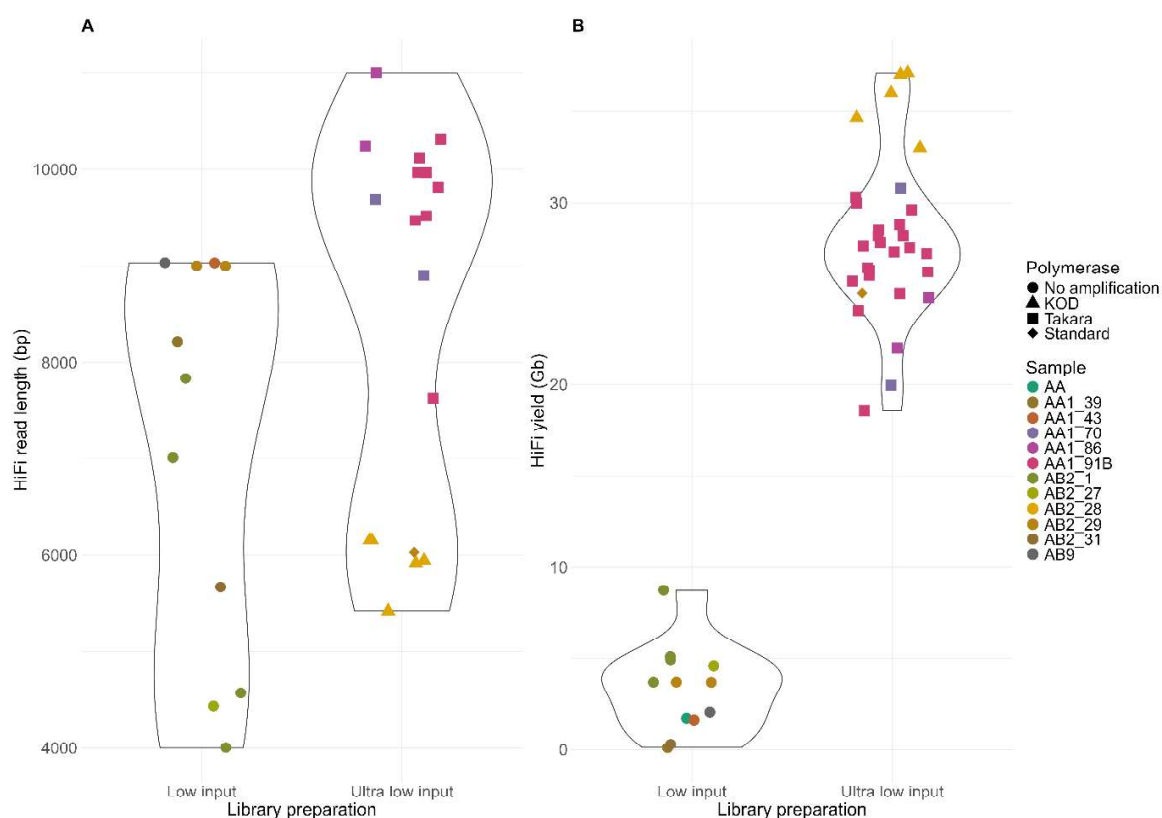 A
B
HiFi read length (bp)
10000
8000
6000
4000
Low input
Ultra low input
Library preparation
HiFi yield (Gb)
30
20
10
0
Low input
Ultra low input
Library preparation
Polymerase
No amplification
KOD
Takara
Standard
Sample
AA
AA1_39
AA1_43
AA1_70
AA1_86
AA1_91B
AB2_1
AB2_27
AB2_28
AB2_29
AB2_31
AB9